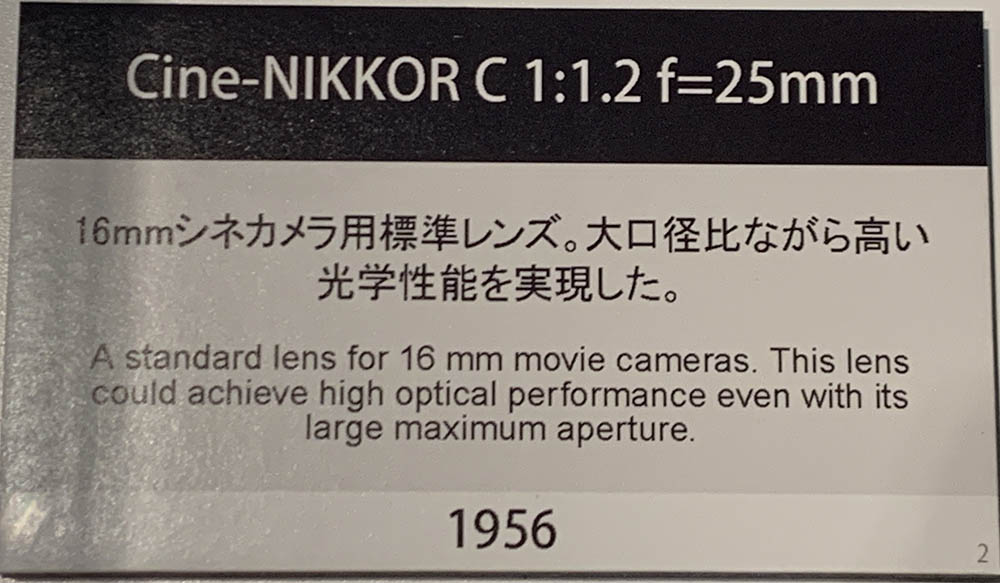 Cine-NIKKOR C 1:1.2 f=25mm
16mmシネカメラ用標準レンズ。大口径比ながら高い
光学性能を実現した。
A standard lens for 16 mm movie cameras. This lens
could achieve high optical performance even with its
large maximum aperture.
1956
2